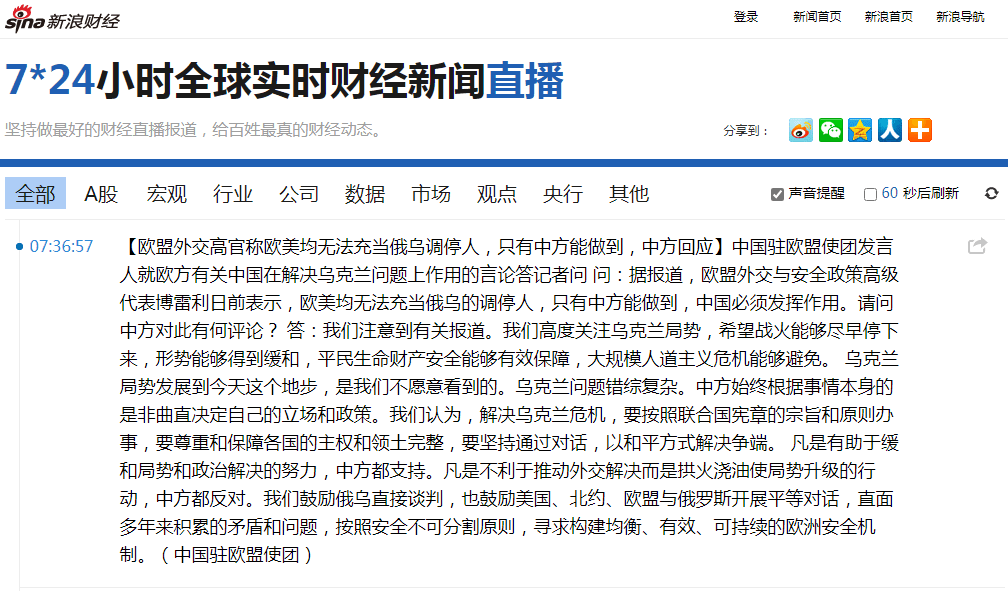 sina新浪财经
登录 新闻首页 新浪首页 新浪导航
7*24小时全球实时财经新闻直播
坚持做最好的财经直播报道，给百姓最真的财经动态。
分享到：
全部 A股 宏观 行业 公司 数据 市场 观点 央行 其他
声音提醒 60 秒后刷新
07:36:57
【欧盟外交高官称欧美均无法充当俄乌调停人，只有中方能做到，中方回应】中国驻欧盟使团发言
人就欧方有关中国在解决乌克兰问题上作用的言论答记者问 问：据报道，欧盟外交与安全政策高级
代表博雷利日前表示，欧美均无法充当俄乌的调停人，只有中方能做到，中国必须发挥作用。请问
中方对此有何评论？ 答：我们注意到有关报道。我们高度关注乌克兰局势，希望战火能够尽早停下
来，形势能够得到缓和，平民生命财产安全能够有效保障，大规模人道主义危机能够避免。 乌克兰
局势发展到今天这个地步，是我们不愿意看到的。乌克兰问题错综复杂。中方始终根据事情本身的
是非曲直决定自己的立场和政策。我们认为，解决乌克兰危机，要按照联合国宪章的宗旨和原则办
事，要尊重和保障各国的主权和领土完整，要坚持通过对话，以和平方式解决争端。 凡是有助于缓
和局势和政治解决的努力，中方都支持。凡是不利于推动外交解决而是拱火浇油使局势升级的行
动，中方都反对。我们鼓励俄乌直接谈判，也鼓励美国、北约、欧盟与俄罗斯开展平等对话，直面
多年来积累的矛盾和问题，按照安全不可分割原则，寻求构建均衡、有效、可持续的欧洲安全机
制。（中国驻欧盟使团）